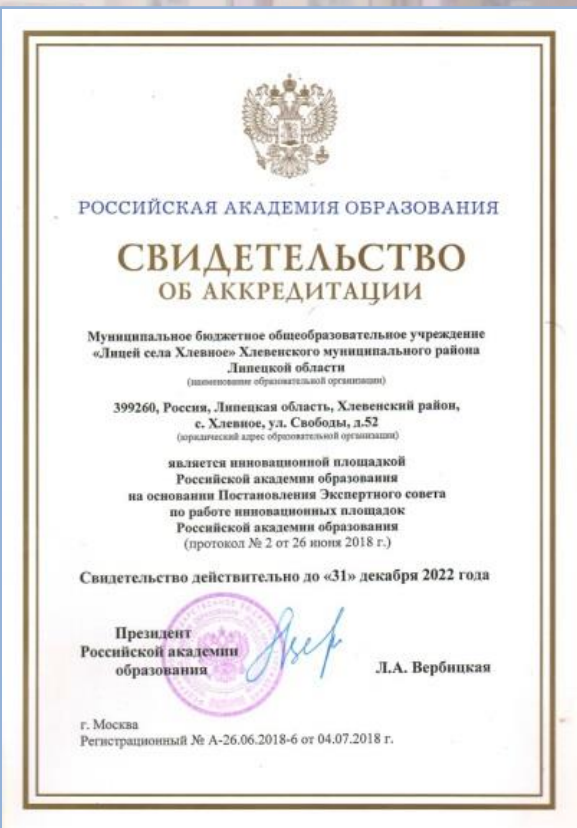 РОССИЙСКАЯ АКАДЕМИЯ ОБРАЗОВАНИЯ
СВИДЕТЕЛЬСТВО
ОБ АККРЕДИТАЦИИ
Муниципальное бюджетное общеобразовательное учреждение
«Лицей села Хлевное» Хлевенского муниципального района
Липецкой области
(наименование образовательной организации)
399260, Россия, Липецкая область, Хлевенский район,
с. Хлевное, ул. Свободы, д.52
(юридический адрес образовательной организации)
является инновационной площадкой
Российской академии образования
на основании Постановления Экспертного совета
по работе инновационных площадок
Российской академии образования
(протокол № 2 от 26 июня 2018 г.)
Свидетельство действительно до «31» декабря 2022 года
Президент
Российской академии
образования
Л.А. Вербицкая
г. Москва
Регистрационный № А-26.06.2018-6 от 04.07.2018 г.